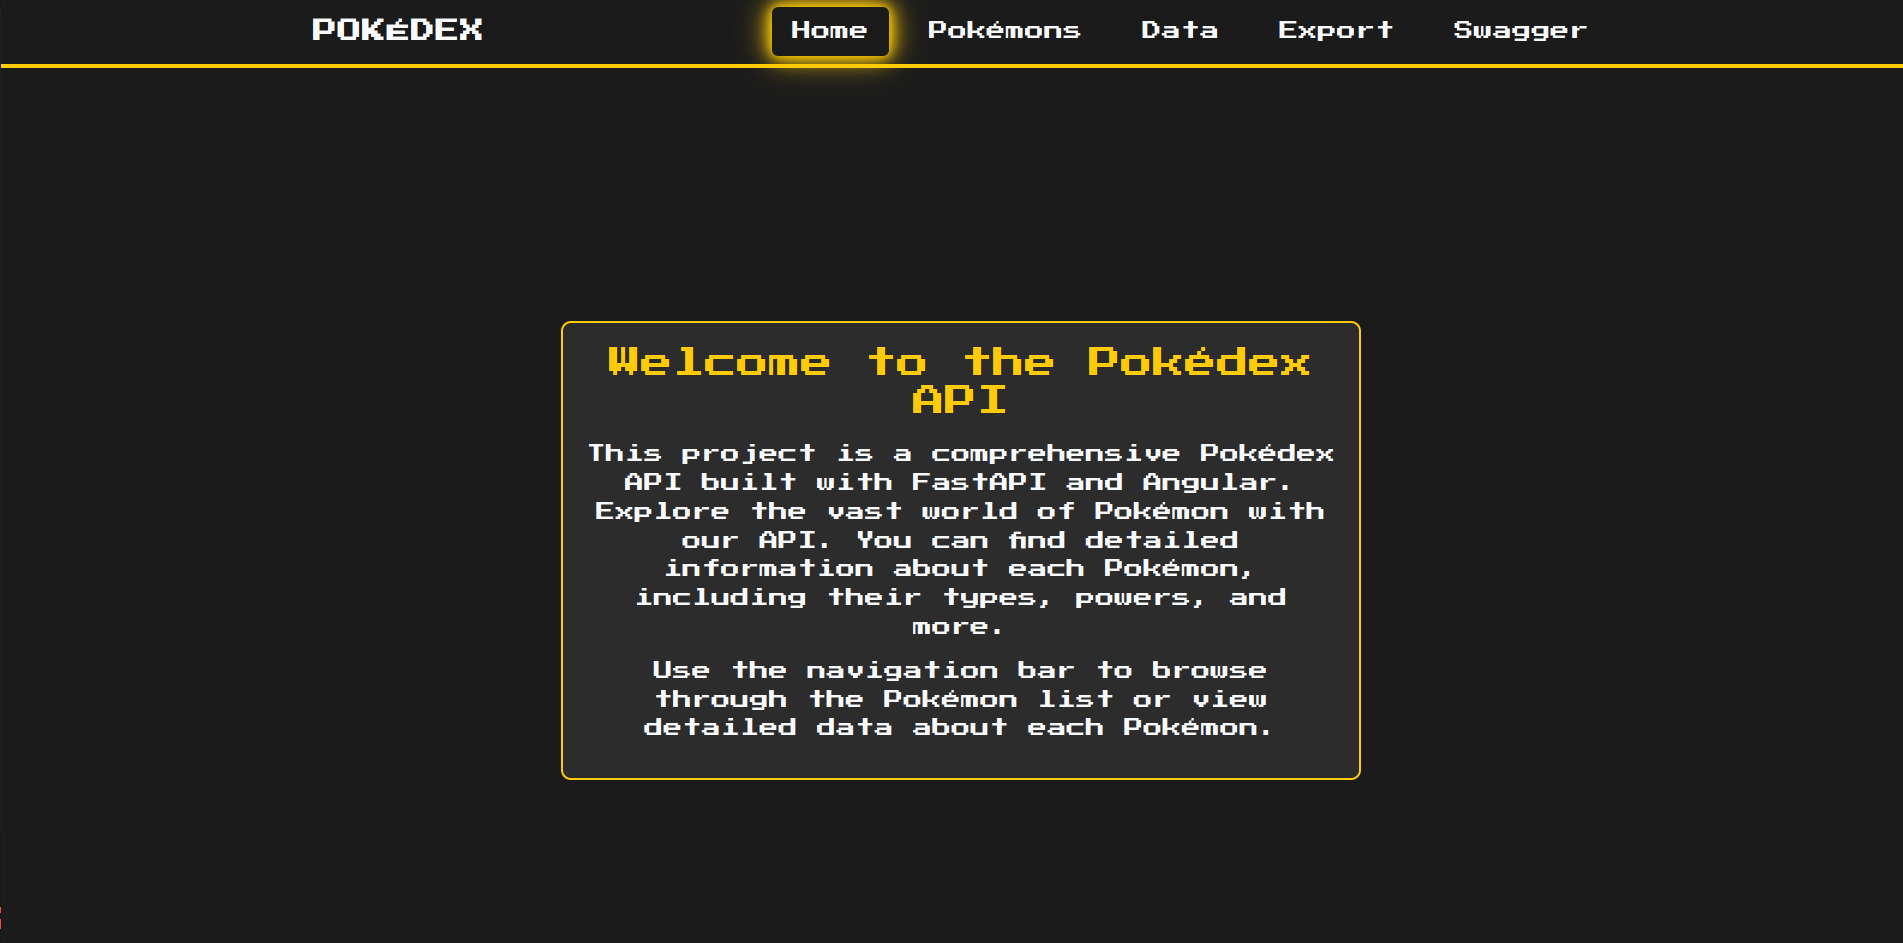 POKéDEX
Home Pokémons Data Export Swagger
Welcome to the Pokédex
API
This project is a comprehensive Pokédex
API built with FastAPI and Angular.
Explore the vast world of Pokémon with
our API. You can find detailed
information about each Pokémon,
including their types, powers, and
more.
Use the navigation bar to browse
through the Pokémon list or view
detailed data about each Pokémon.